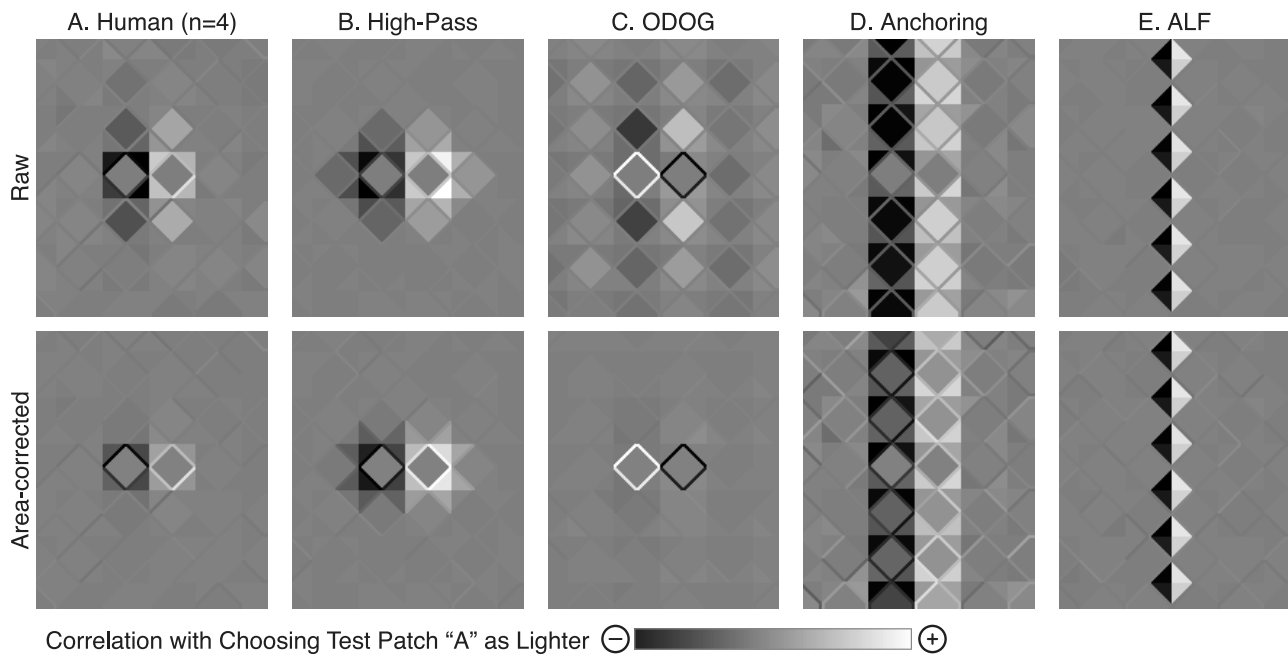 A. Human (n=4)
B. High-Pass
C. ODOG
D. Anchoring
E. ALF
Raw
Area-corrected
Correlation with Choosing Test Patch “A” as Lighter − +